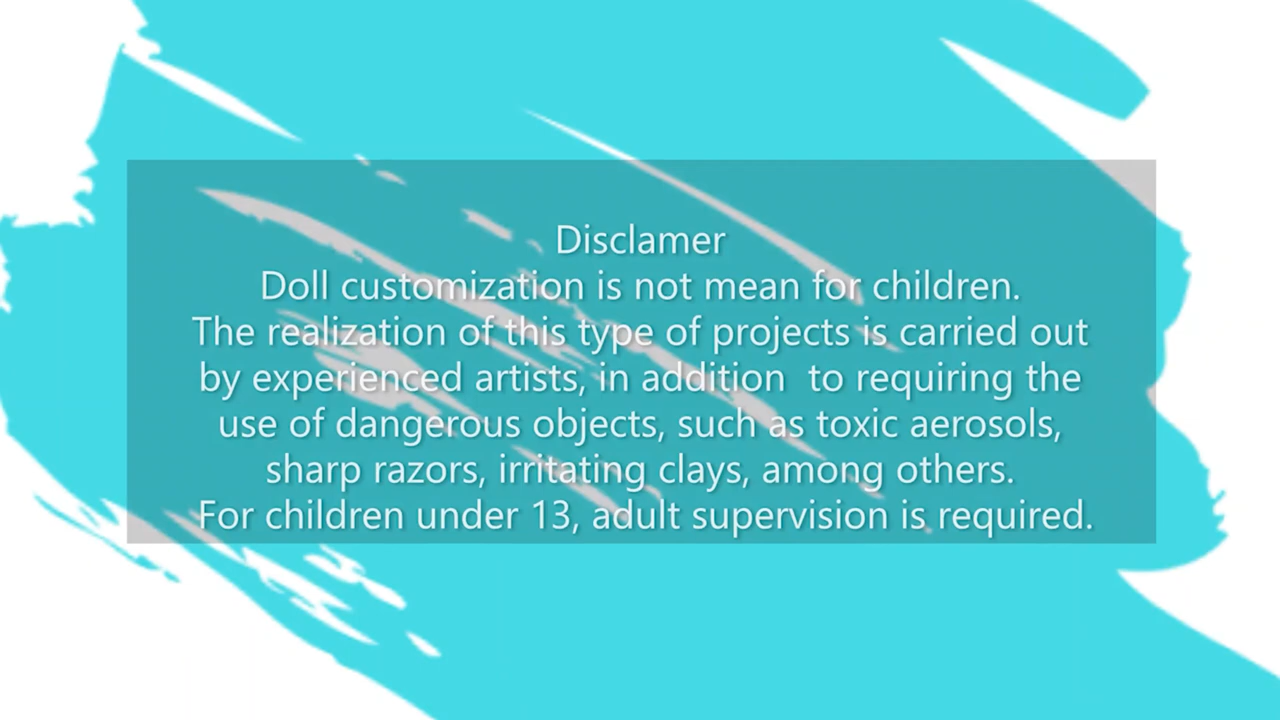 Disclamer
Doll customization is not mean for children.
The realization of this type of projects is carried out
by experienced artists, in addition  to requiring the
use of dangerous objects, such as toxic aerosols,
sharp razors, irritating clays, among others.
For children under 13, adult supervision is required.